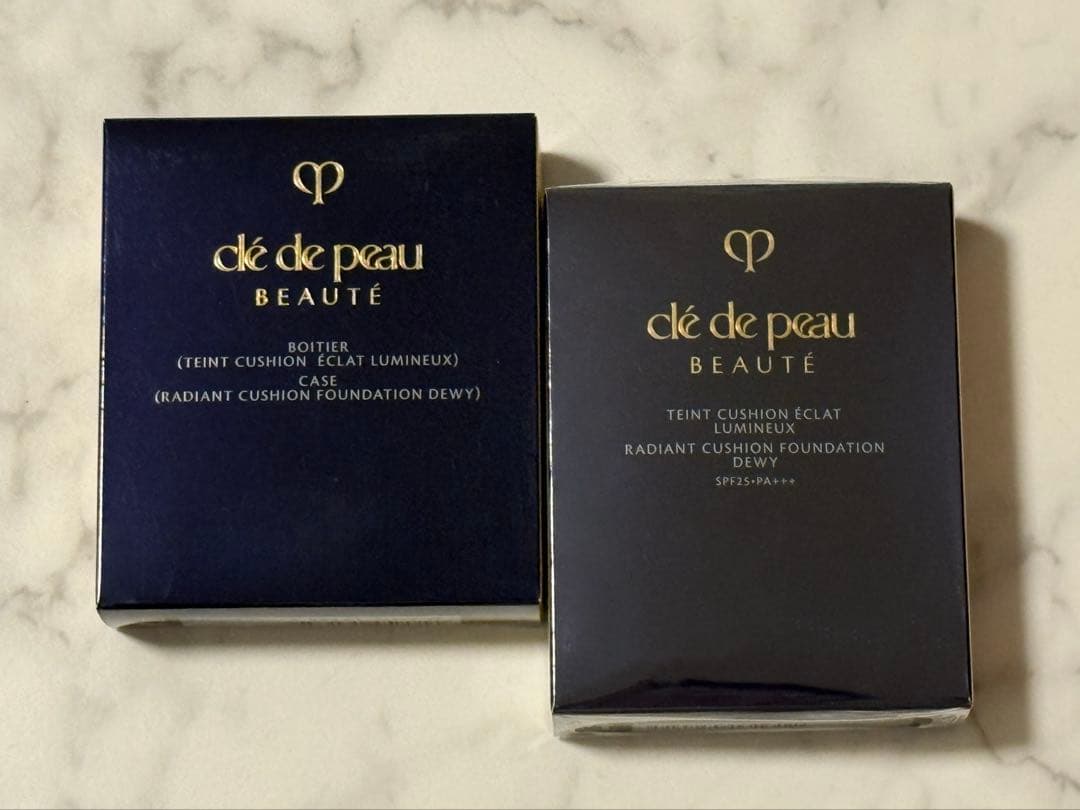 clé de peau
BEAUTÉ
BOITIER
(TEINT CUSHION ÉCLAT LUMINEUX)
CASE
(RADIANT CUSHION FOUNDATION DEWY)
clé de peau
BEAUTÉ
TEINT CUSHION ÉCLAT
LUMINEUX
RADIANT CUSHION FOUNDATION
DEWY
SPF25•PA+++